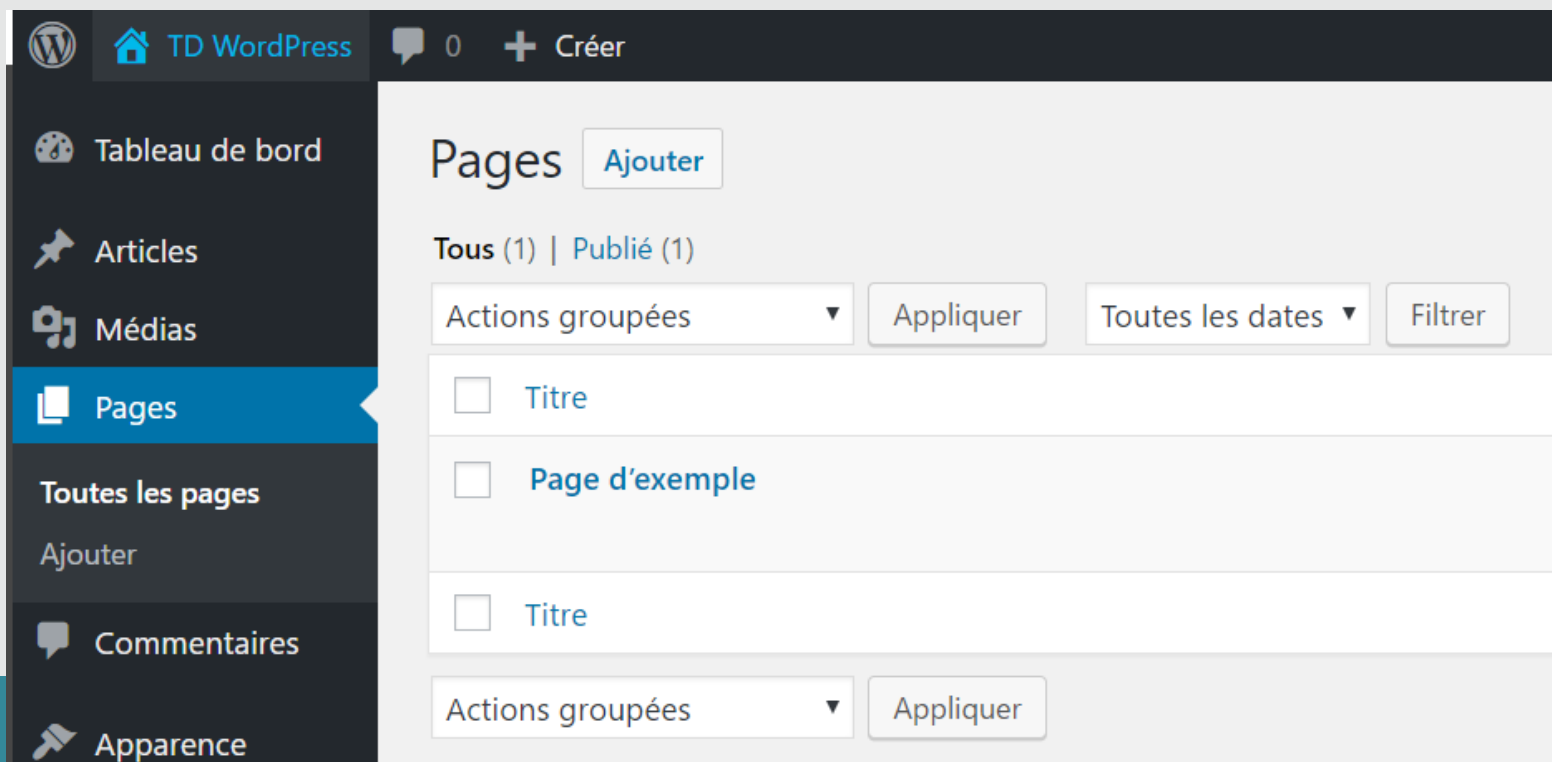 TD WordPress 0 Créer
Tableau de bord
Articles
Médias
Pages
Toutes les pages
Ajouter
Commentaires
Apparence
Pages Ajouter
Tous (1) | Publié (1)
Actions groupées Appliquer Toutes les dates Filtrer
Titre
Page d’exemple
Titre
Actions groupées Appliquer